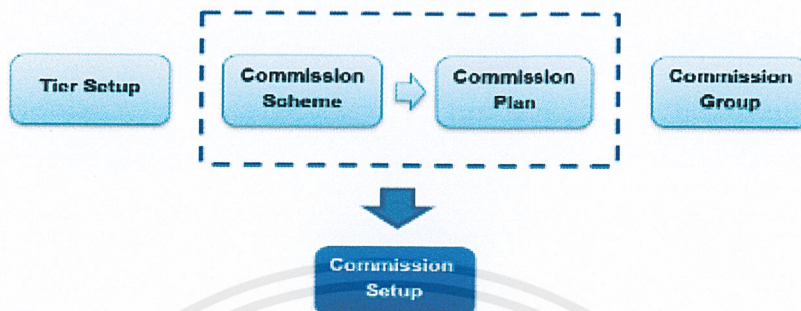 Tier Setup
Commission
Scheme
Commission
Plan
Commission
Group
Commission
Setup